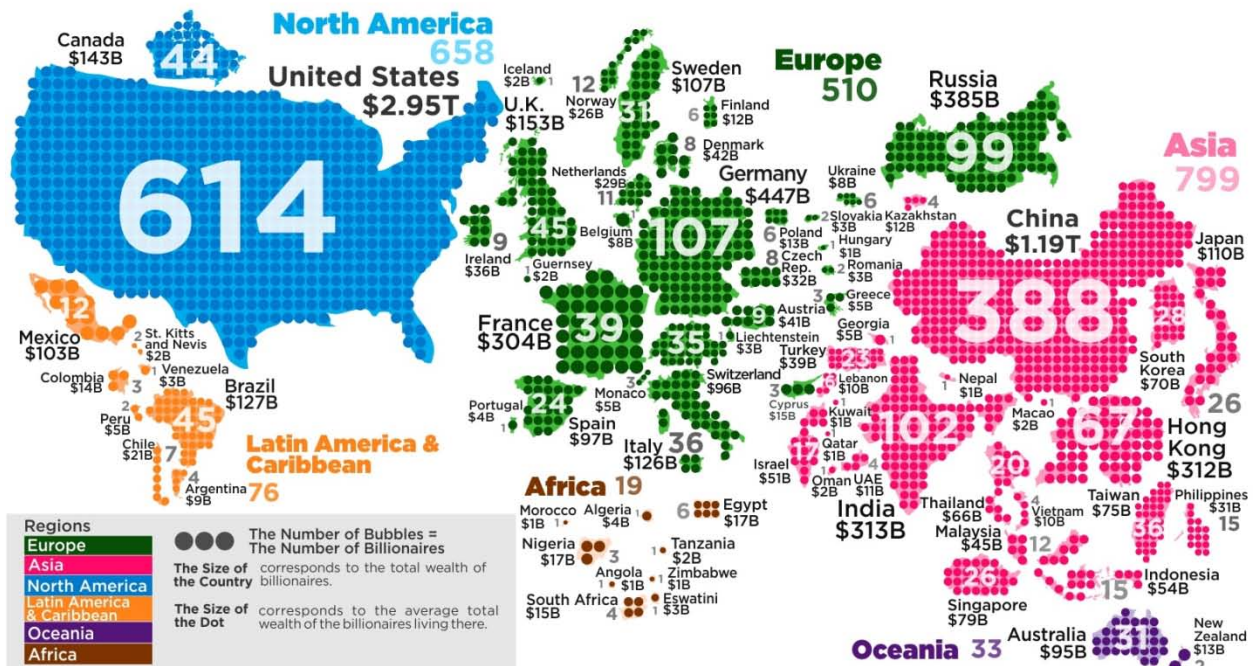 North America
658
Canada
$143B
44
United States
$2.95T
614
Mexico
$103B
12
2 St. Kitts
and Nevis
$2B
1
Venezuela
$3B
Colombia
$14B
3
Brazil
$127B
45
2
Peru
$5B
Chile
$21B
7
4
Argentina
$9B
Latin America &
Caribbean
76
Europe
510
Iceland
$2B
1
12
Norway
$26B
Sweden
$107B
31
6
Finland
$12B
8
Denmark
$42B
U.K.
$153B
45
Netherlands
$29B
11
1
Belgium
$8B
Germany
$447B
107
9
Ireland
$36B
1
Guernsey
$2B
Russia
$385B
99
Ukraine
$8B
6
6
Poland
$13B
2
Slovakia
$3B
1
Hungary
$1B
8
Czech
Rep.
$32B
2
Romania
$3B
3
Greece
$5B
9
Austria
$41B
1
Liechtenstein
$3B
France
$304B
39
35
Switzerland
$96B
3
Monaco
$5B
Portugal
$4B
1
24
Spain
$97B
Italy
$126B
36
3
Cyprus
$15B
Asia
799
4
Kazakhstan
$12B
China
$1.19T
388
Japan
$110B
26
28
South
Korea
$70B
Georgia
$5B
1
Turkey
$39B
23
6
Lebanon
$10B
1
Kuwait
$1B
1
Nepal
$1B
1
Macao
$2B
67
Hong
Kong
$312B
17
Israel
$51B
1
Qatar
$1B
1
Oman
$2B
4
UAE
$11B
102
India
$313B
20
Thailand
$66B
4
Vietnam
$10B
Malaysia
$45B
12
Taiwan
$75B
36
Philippines
$31B
15
26
Singapore
$79B
15
Indonesia
$54B
Africa 19
Morocco
$1B
1
Algeria
$4B
1
6
Egypt
$17B
Nigeria
$17B
3
1
Tanzania
$2B
1
Angola
$1B
1
Zimbabwe
$1B
South Africa
$15B
4
1
Eswatini
$3B
Oceania 33
Australia
$95B
31
New
Zealand
$13B
2
Regions
Europe
Asia
North America
Latin America
& Caribbean
Oceania
Africa
The Number of Bubbles =
The Number of Billionaires
The Size of
the Country
corresponds to the total wealth of
billionaires.
The Size of
the Dot
corresponds to the average total
wealth of the billionaires living there.